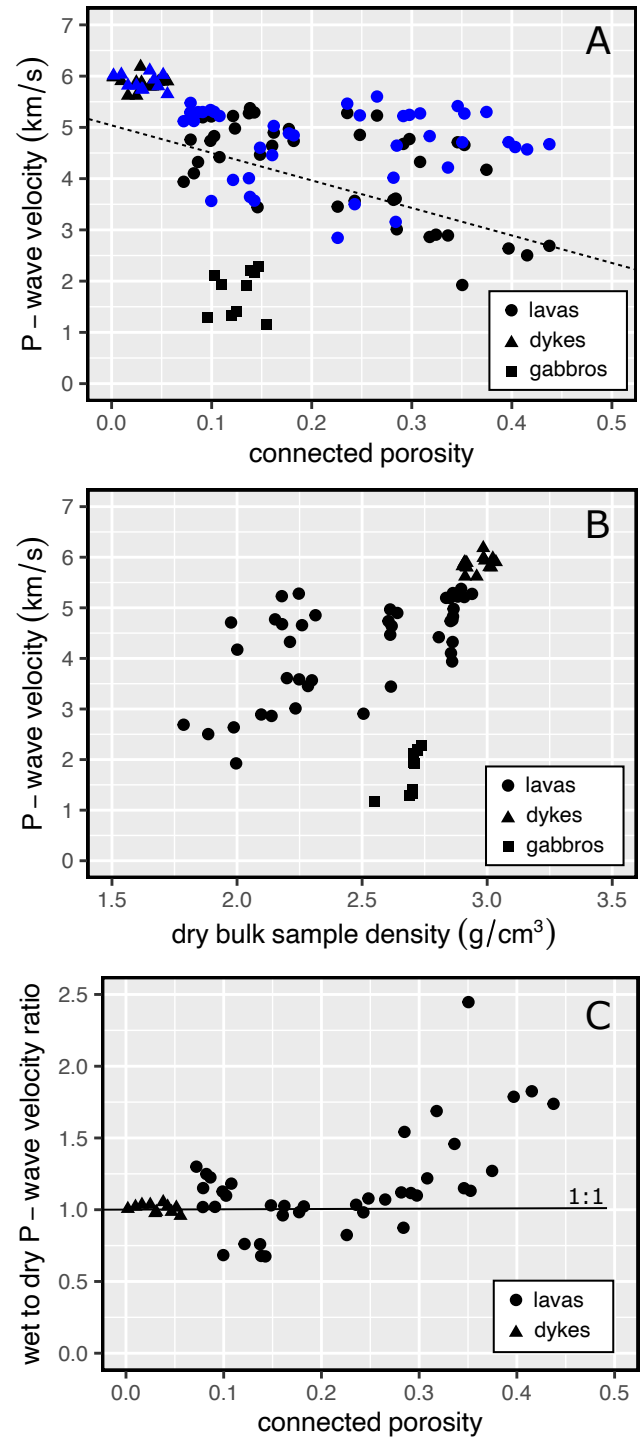 A
P – wave velocity (km/s)
7
6
5
4
3
2
1
0
lavas
dykes
gabbros
0.0 0.1 0.2 0.3 0.4 0.5
connected porosity
B
P – wave velocity (km/s)
7
6
5
4
3
2
1
0
lavas
dykes
gabbros
1.5 2.0 2.5 3.0 3.5
dry bulk sample density (g/cm³)
C
wet to dry P – wave velocity ratio
2.5
2.0
1.5
1.0
0.5
0.0
1:1
lavas
dykes
0.0 0.1 0.2 0.3 0.4 0.5
connected porosity